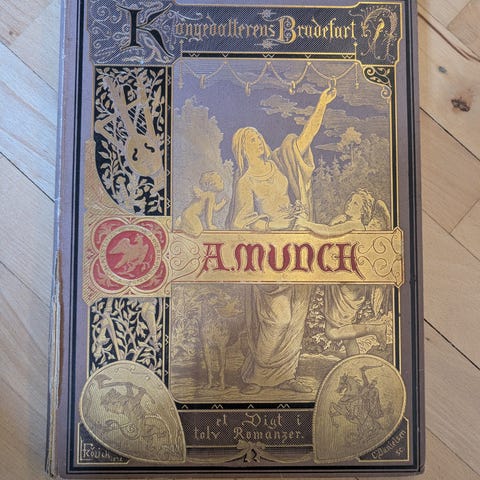 Kongedatterens Brudefart
A. MUNCH
et Digt i
tolv Romanzer.